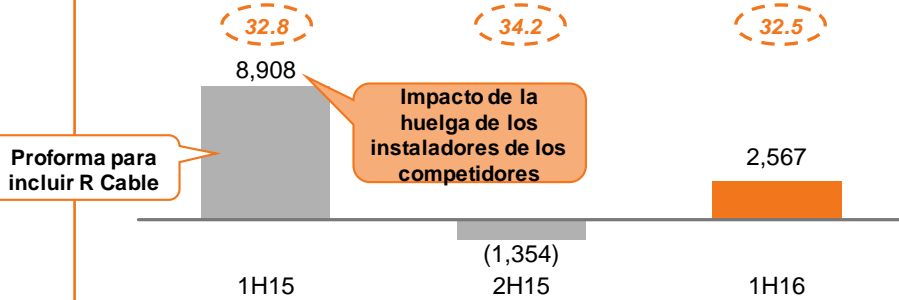 32.8
34.2
32.5
8,908
Impacto de la
huelga de los
instaladores de los
competidores
Proforma para
incluir R Cable
2,567
(1,354)
1H15
2H15
1H16